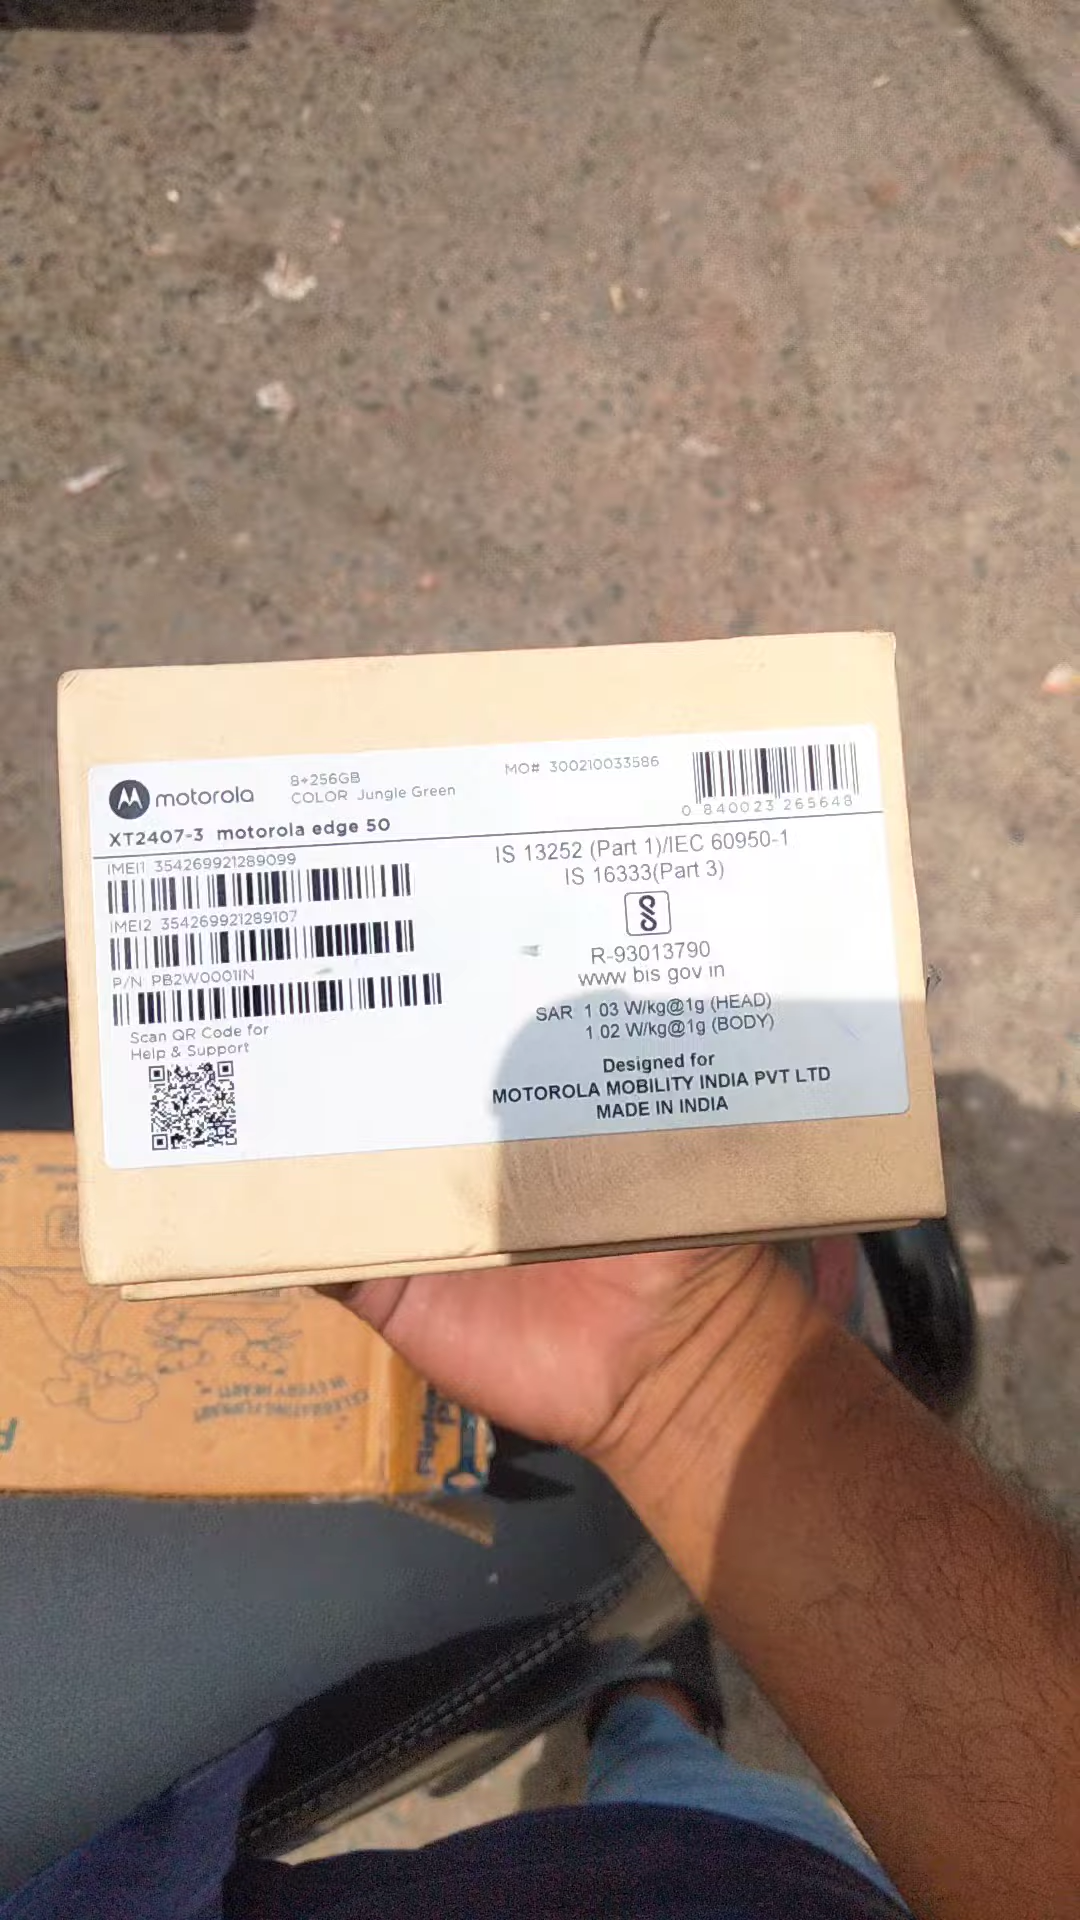 motorola
8+256GB
COLOR Jungle Green
MO# 300210033586
0 840023 265648
XT2407-3 motorola edge 50
IMEI1 354269921289099
IMEI2 354269921289107
P/N PB2W0001IN
Scan QR Code for
Help & Support
IS 13252 (Part 1)/IEC 60950-1
IS 16333(Part 3)
R-93013790
www bis gov in
SAR 1 03 W/kg@1g (HEAD)
1 02 W/kg@1g (BODY)
Designed for
MOTOROLA MOBILITY INDIA PVT LTD
MADE IN INDIA